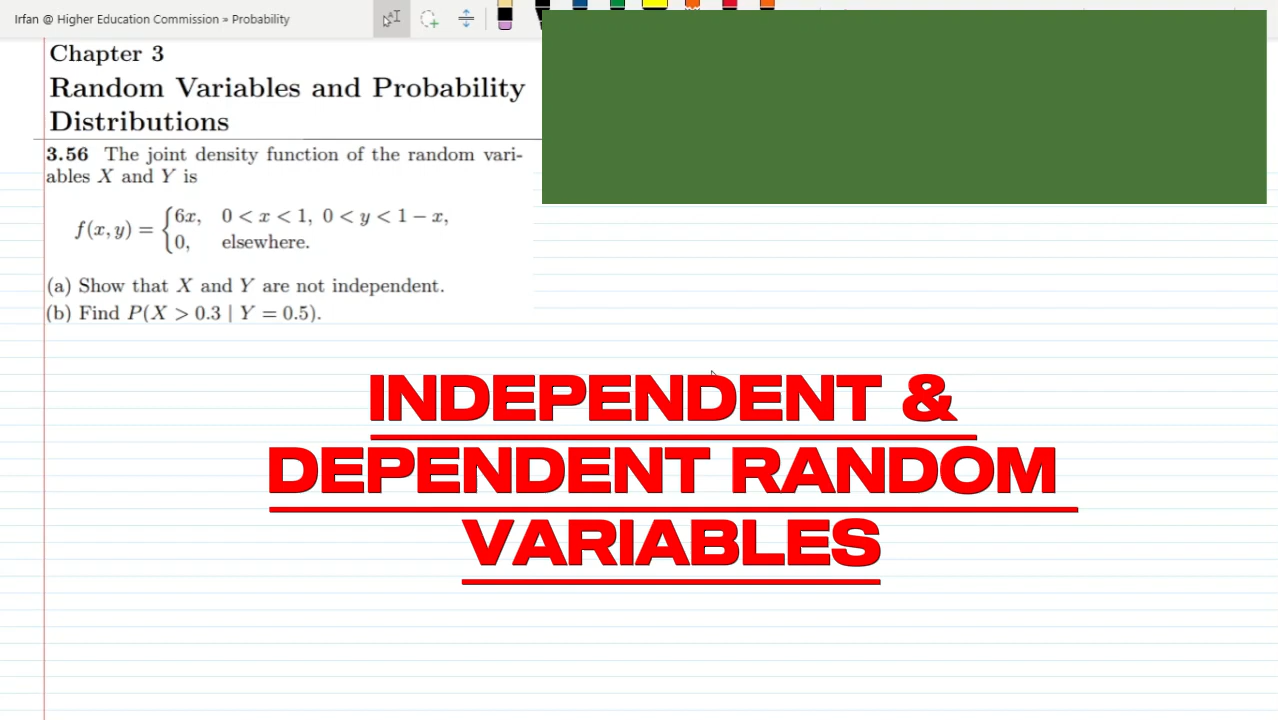 Irfan @ Higher Education Commission » Probability
Chapter 3
Random Variables and Probability
Distributions
3.56 The joint density function of the random vari-
ables X and Y is
f(x, y) = { 6x, 0 < x < 1, 0 < y < 1 − x,
0, elsewhere.
(a) Show that X and Y are not independent.
(b) Find P(X > 0.3 | Y = 0.5).
INDEPENDENT &
DEPENDENT RANDOM
VARIABLES